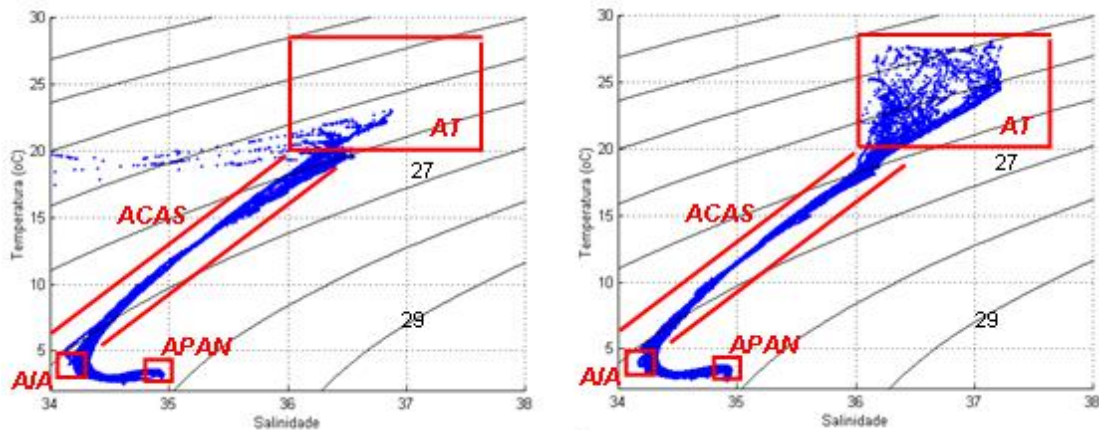 30
25
20
15
10
5
34
35
36
37
38
Temperatura (oC)
Salinidade
AT
27
ACAS
29
APAN
AIA
30
25
20
15
10
5
34
35
36
37
38
Temperatura (oC)
Salinidade
AT
27
ACAS
29
APAN
AIA